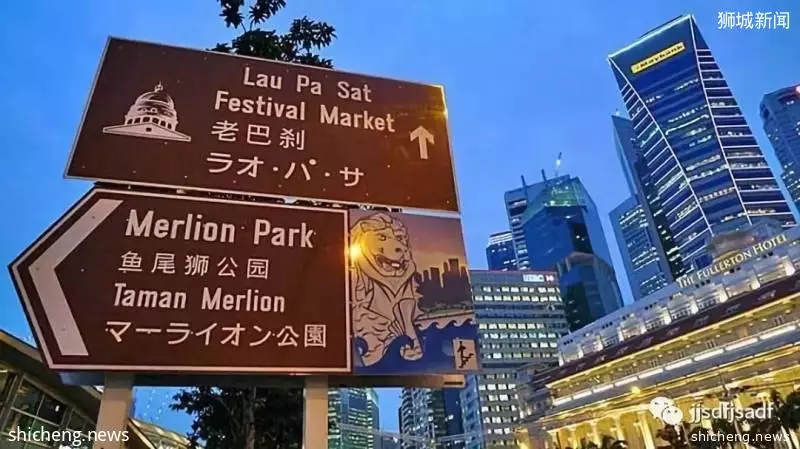 狮城新闻
Lau Pa Sat
Festival Market
老巴刹
ラオ・パ・サ
Merlion Park
鱼尾狮公园
Taman Merlion
マーライオン公園
Maybank
HSBC
THE FULLERTON HOTEL
jjsdfjsadf
shicheng.news
shicheng.news